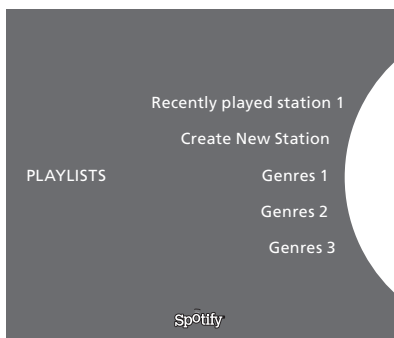 Recently played station 1
Create New Station
PLAYLISTS Genres 1
Genres 2
Genres 3
Spotify